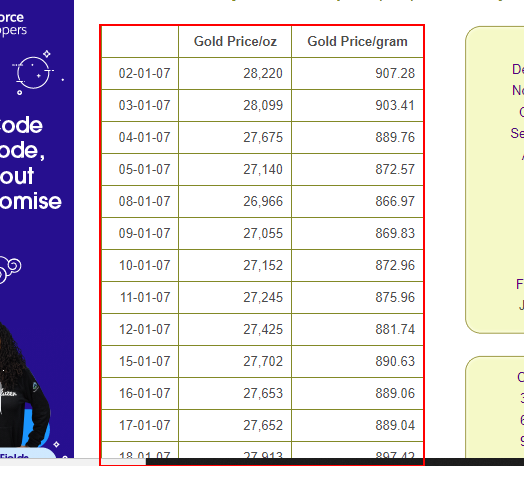 orce
opers
Code
ode,
out
omise
Fields
Gold Price/oz Gold Price/gram
02-01-07 28,220 907.28
03-01-07 28,099 903.41
04-01-07 27,675 889.76
05-01-07 27,140 872.57
08-01-07 26,966 866.97
09-01-07 27,055 869.83
10-01-07 27,152 872.96
11-01-07 27,245 875.96
12-01-07 27,425 881.74
15-01-07 27,702 890.63
16-01-07 27,653 889.06
17-01-07 27,652 889.04
18-01-07 27,913 897.42
De
No
Se
F
J